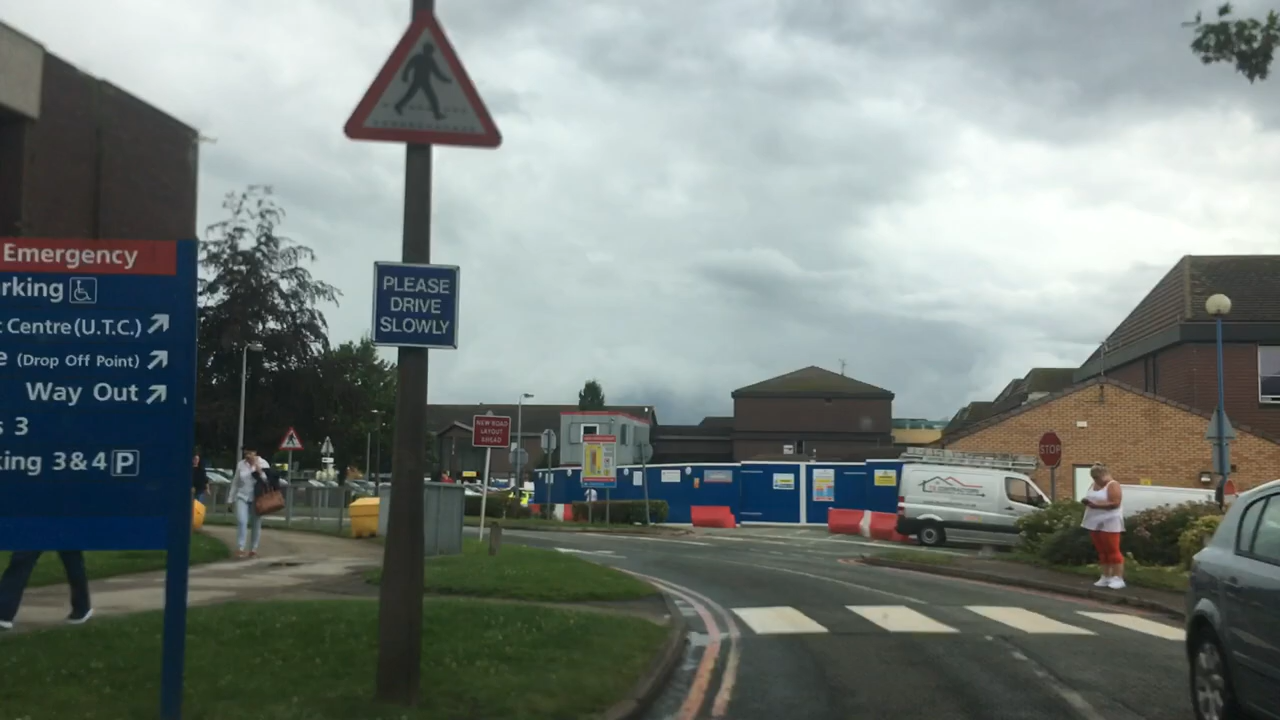 Emergency
rking
t Centre (U.T.C.)
e (Drop Off Point)
Way Out
s 3
king 3 & 4 P
PLEASE
DRIVE
SLOWLY
NEW ROAD
LAYOUT
AHEAD
CONTRACTORS
STOP